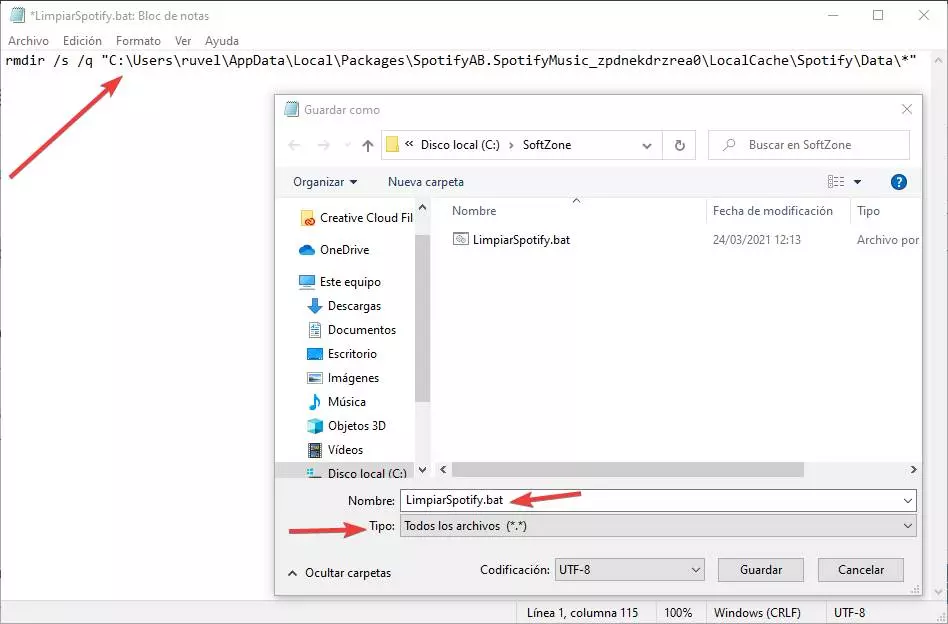 *LimpiarSpotify.bat: Bloc de notas
Archivo Edición Formato Ver Ayuda
rmdir /s /q "C:\Users\ruvel\AppData\Local\Packages\SpotifyAB.SpotifyMusic_zpdnekdrzrea0\LocalCache\Spotify\Data\*"
Guardar como
« Disco local (C:) › SoftZone
Buscar en SoftZone
Organizar
Nueva carpeta
?
Nombre
Fecha de modificación
Tipo
Creative Cloud Fil
OneDrive
Este equipo
Descargas
Documentos
Escritorio
Imágenes
Música
Objetos 3D
Vídeos
Disco local (C:)
LimpiarSpotify.bat
24/03/2021 12:13
Archivo por
Nombre: LimpiarSpotify.bat
Tipo: Todos los archivos (*.*)
Ocultar carpetas
Codificación: UTF-8
Guardar
Cancelar
Línea 1, columna 115
100%
Windows (CRLF)
UTF-8